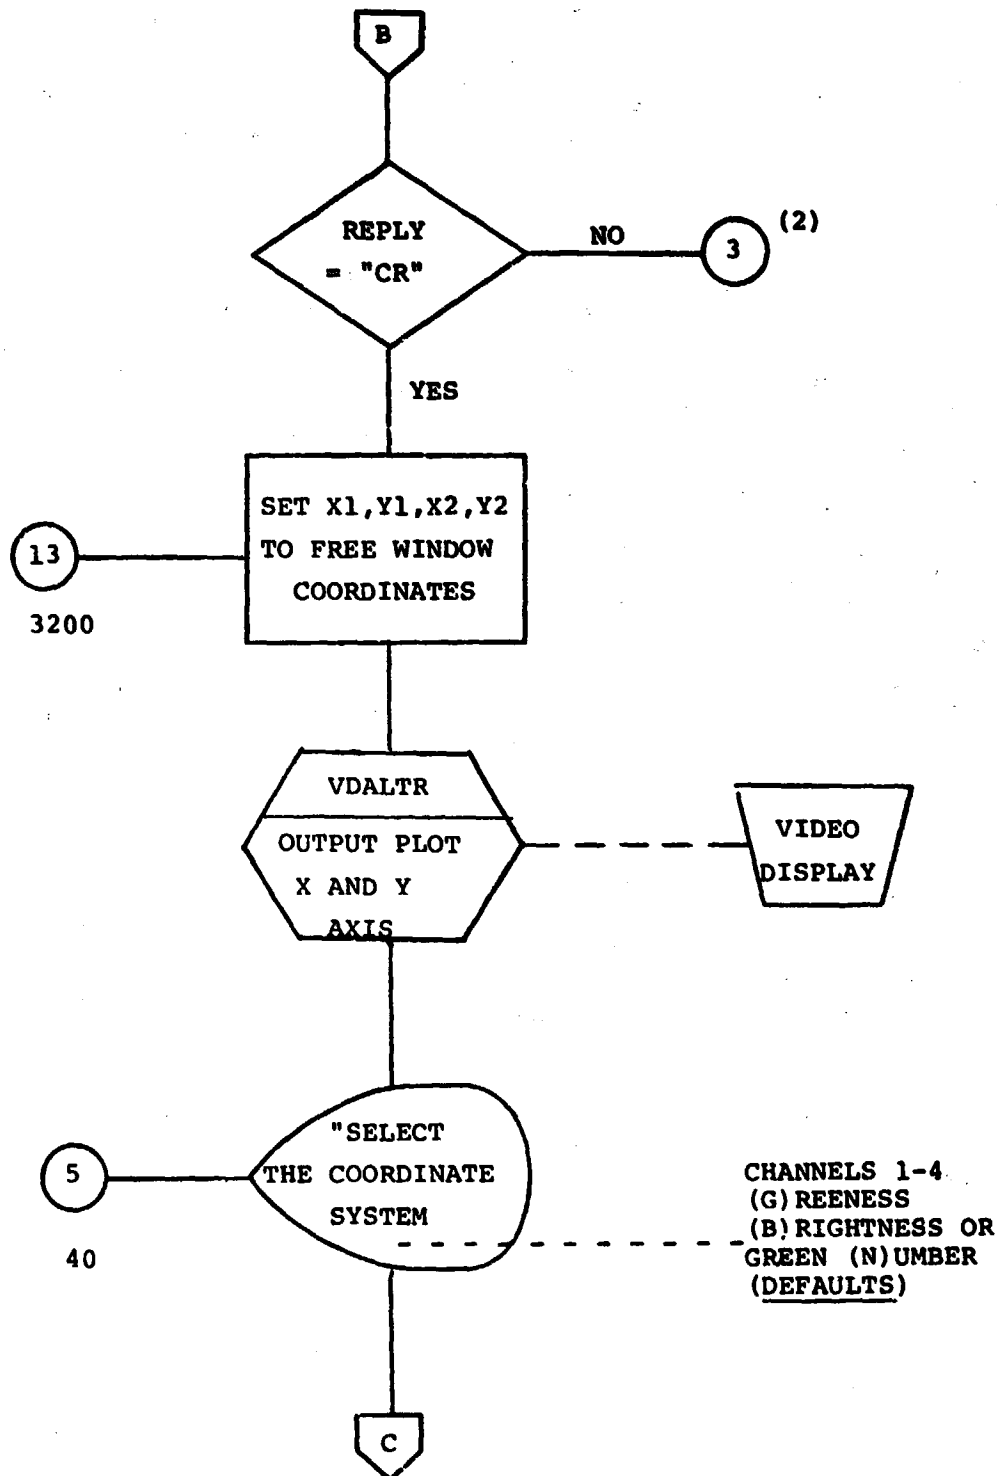 B
REPLY
= "CR"
NO
3
(2)
YES
SET X1,Y1,X2,Y2
TO FREE WINDOW
COORDINATES
13
3200
VDALTR
OUTPUT PLOT
X AND Y
AXIS
VIDEO
DISPLAY
"SELECT
THE COORDINATE
SYSTEM
5
40
CHANNELS 1-4
(G)REENESS
(B)RIGHTNESS OR
GREEN (N)UMBER
(DEFAULTS)
C